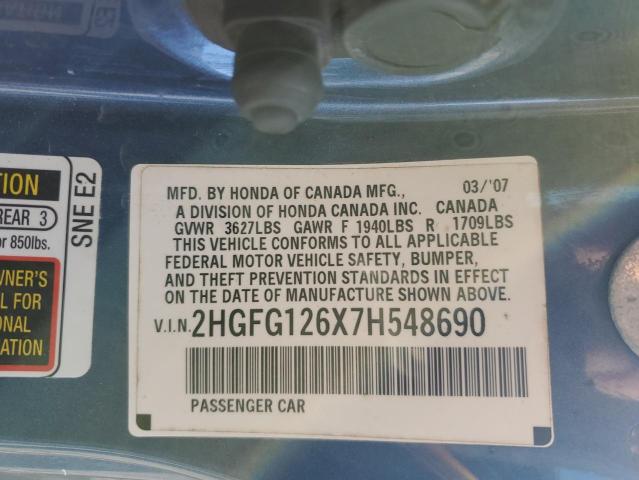 TION
REAR 3
or 850lbs.
WNER'S
L FOR
ONAL
ATION
SNE E2
MFD. BY HONDA OF CANADA MFG., 03/'07
A DIVISION OF HONDA CANADA INC. CANADA
GVWR 3627LBS GAWR F 1940LBS R 1709LBS
THIS VEHICLE CONFORMS TO ALL APPLICABLE
FEDERAL MOTOR VEHICLE SAFETY, BUMPER,
AND THEFT PREVENTION STANDARDS IN EFFECT
ON THE DATE OF MANUFACTURE SHOWN ABOVE.
V.I.N. 2HGFG126X7H548690
PASSENGER CAR